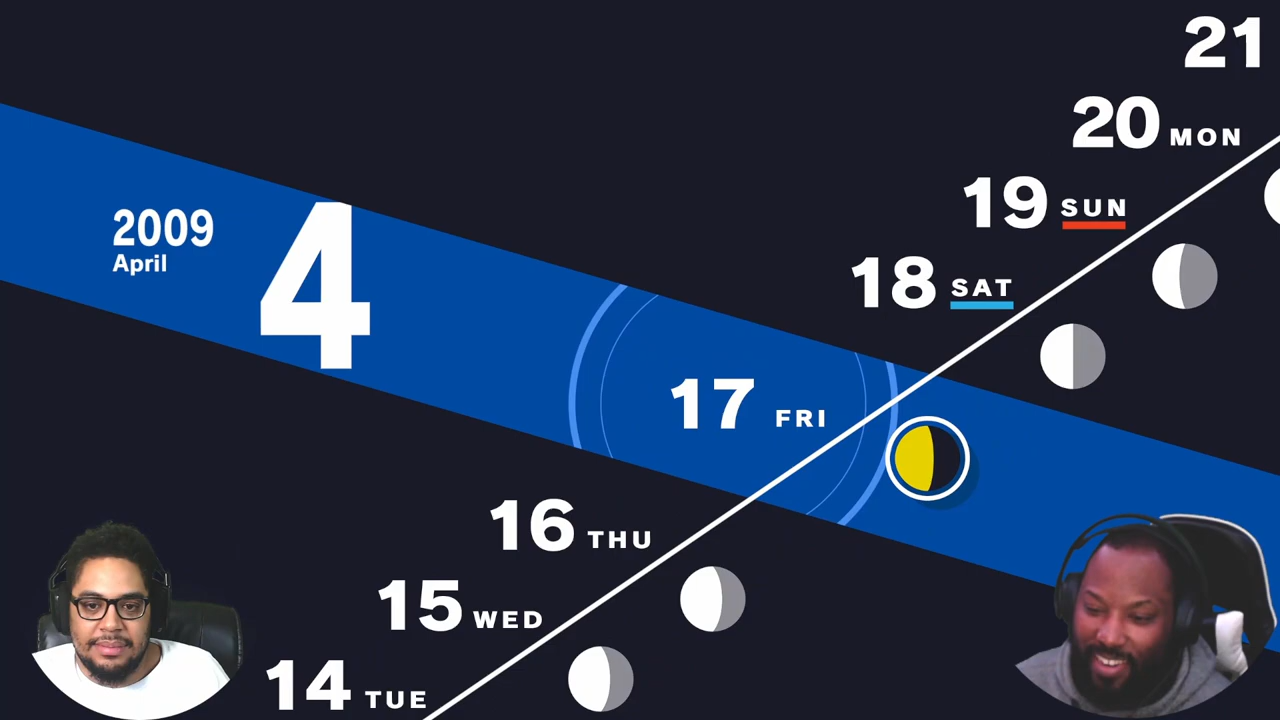 21
20 MON
19 SUN
18 SAT
2009
April
4
17 FRI
16 THU
15 WED
14 TUE